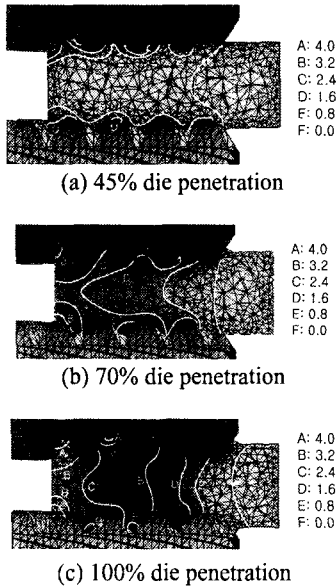 A: 4.0
B: 3.2
C: 2.4
D: 1.6
E: 0.8
F: 0.0
(a) 45% die penetration
A: 4.0
B: 3.2
C: 2.4
D: 1.6
E: 0.8
F: 0.0
(b) 70% die penetration
A: 4.0
B: 3.2
C: 2.4
D: 1.6
E: 0.8
F: 0.0
(c) 100% die penetration